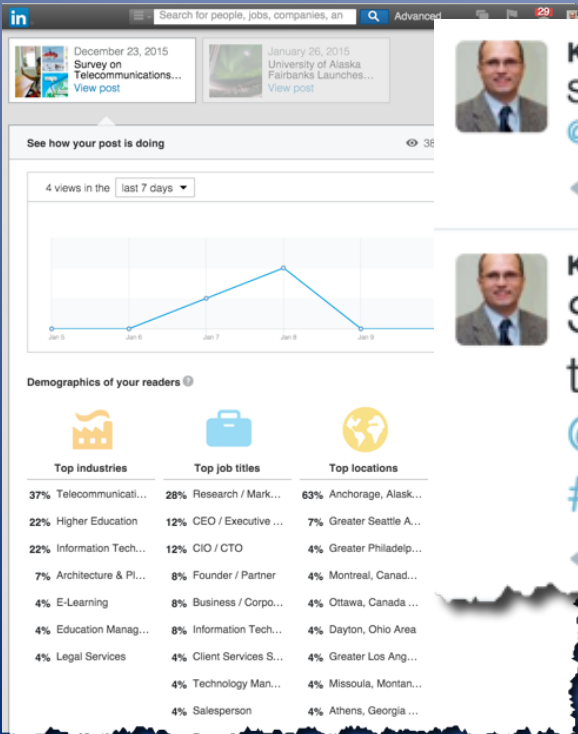 in
Search for people, jobs, companies, an
Advanced
29
December 23, 2015
Survey on
Telecommunications...
View post
January 26, 2015
University of Alaska
Fairbanks Launches...
View post
See how your post is doing
38
4 views in the last 7 days
Jan 5 Jan 6 Jan 7 Jan 8 Jan 9
Demographics of your readers
Top industries
37% Telecommunicati...
22% Higher Education
22% Information Tech...
7% Architecture & Pl...
4% E-Learning
4% Education Manag...
4% Legal Services
Top job titles
28% Research / Mark...
12% CEO / Executive ...
12% CIO / CTO
8% Founder / Partner
8% Business / Corpo...
8% Information Tech...
4% Client Services S...
4% Technology Man...
4% Salesperson
Top locations
63% Anchorage, Alask...
7% Greater Seattle A...
4% Greater Philadelp...
4% Montreal, Canad...
4% Ottawa, Canada ...
4% Dayton, Ohio Area
4% Greater Los Ang...
4% Missoula, Montan...
4% Athens, Georgia ...
K
S
@
K
S
t
@
#